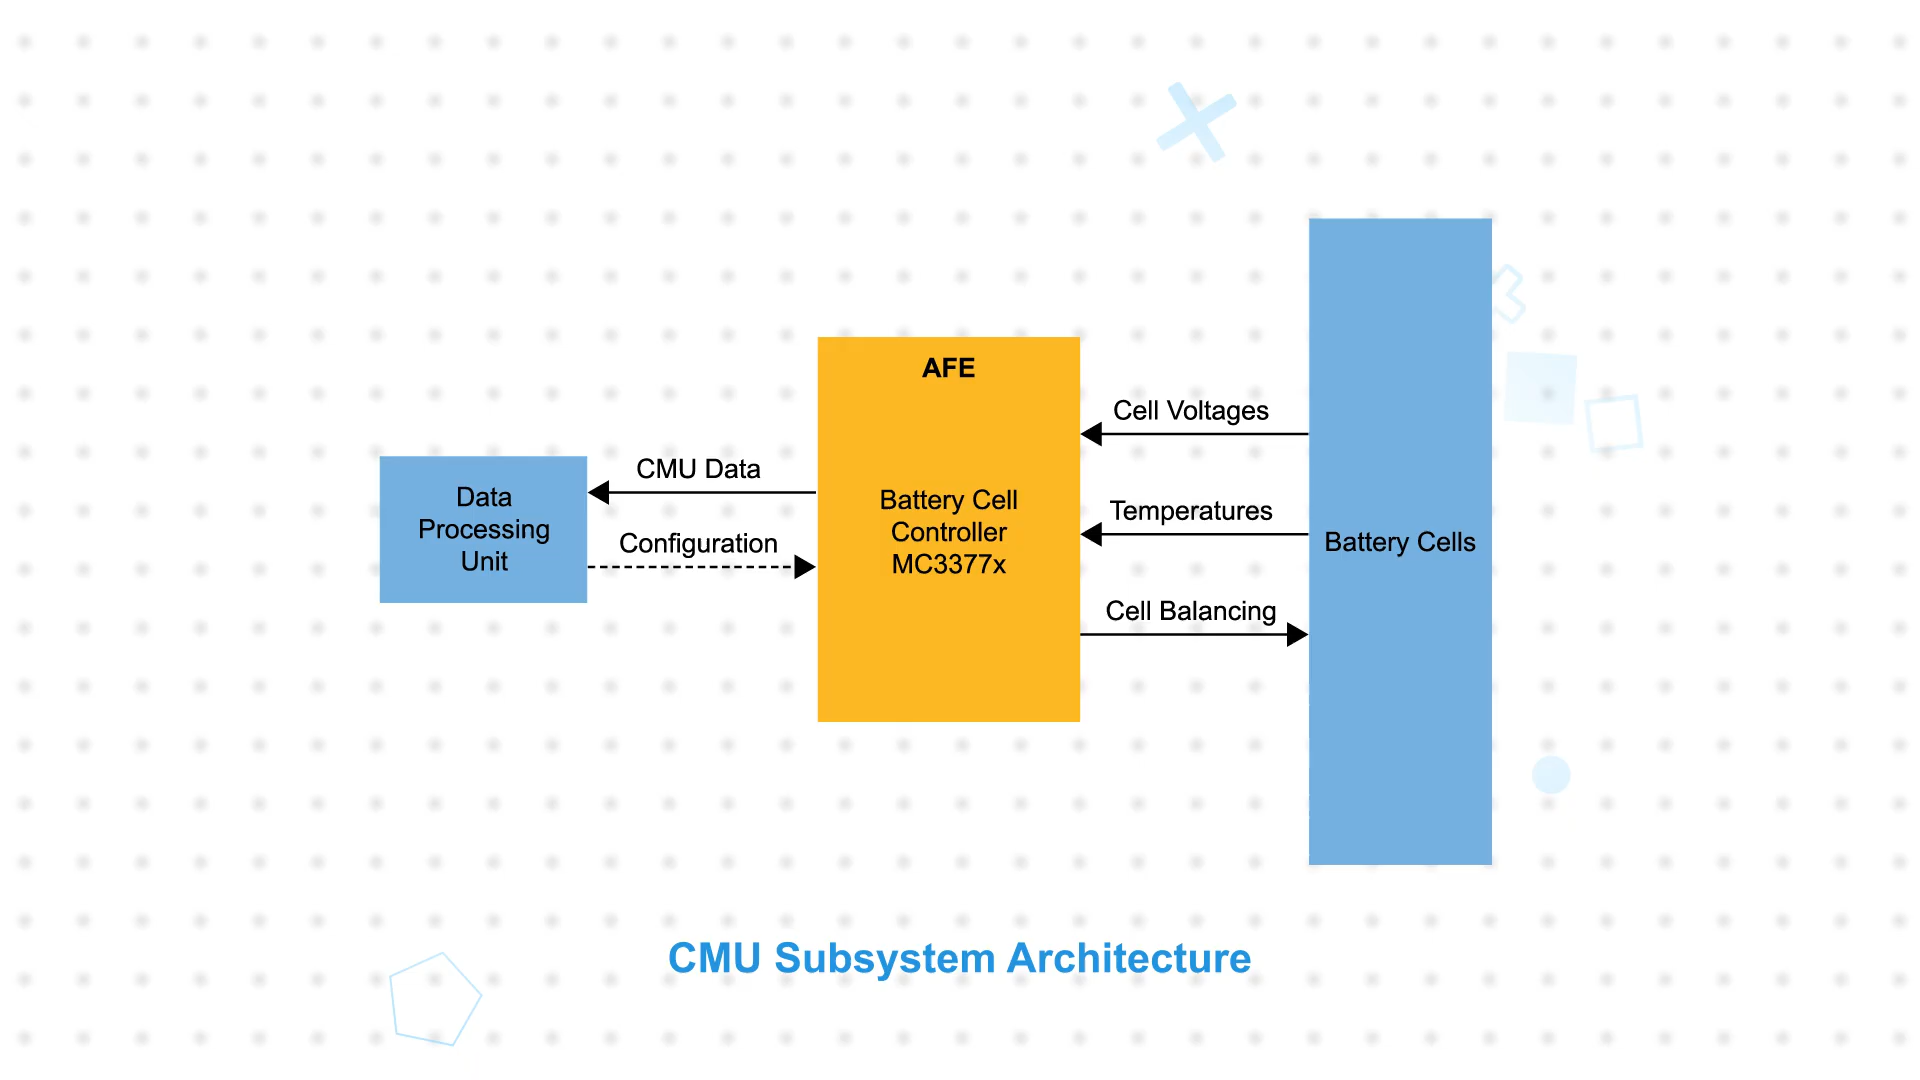 AFE
Cell Voltages
CMU Data
Data
Processing
Unit
Battery Cell
Controller
MC3377x
Temperatures
Battery Cells
Configuration
Cell Balancing
CMU Subsystem Architecture